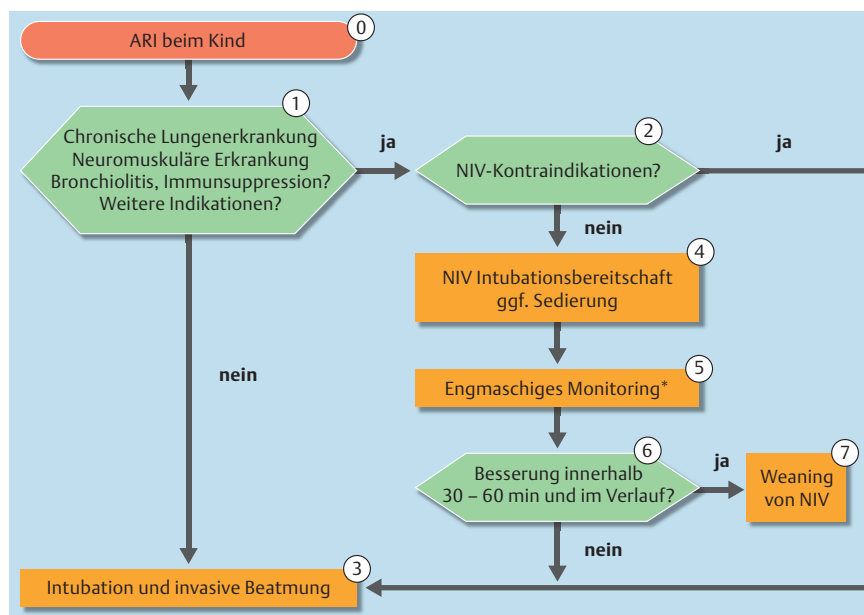 0
ARI beim Kind
1
Chronische Lungenerkrankung
Neuromuskuläre Erkrankung
Bronchiolitis, Immunsuppression?
Weitere Indikationen?
ja
2
NIV-Kontraindikationen?
ja
nein
4
NIV Intubationsbereitschaft
ggf. Sedierung
nein
5
Engmaschiges Monitoring*
6
Besserung innerhalb
30 – 60 min und im Verlauf?
ja
7
Weaning
von NIV
nein
3
Intubation und invasive Beatmung